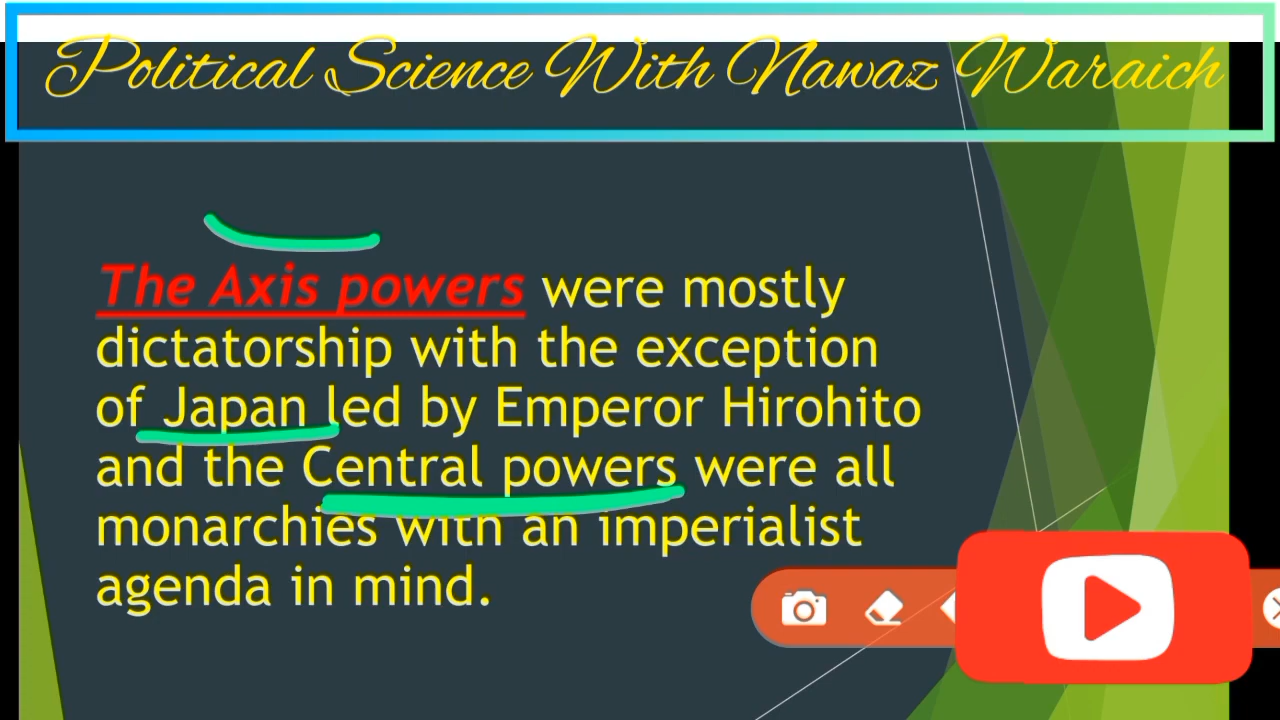 Political Science With Nawaz Waraich
The Axis powers were mostly
dictatorship with the exception
of Japan led by Emperor Hirohito
and the Central powers were all
monarchies with an imperialist
agenda in mind.